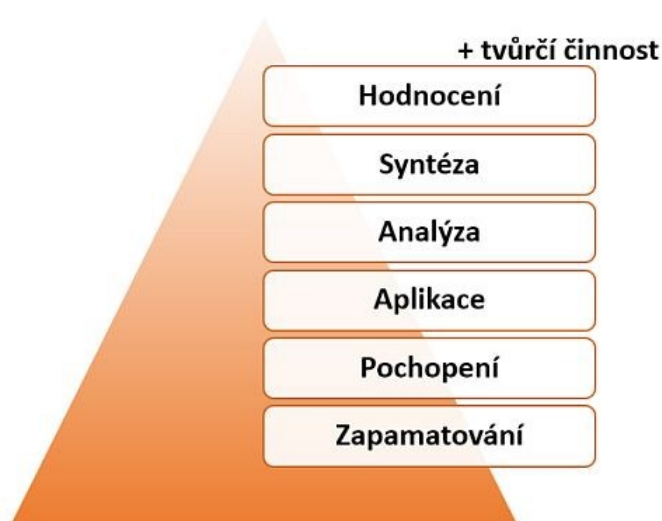 + tvůrčí činnost
Hodnocení
Syntéza
Analýza
Aplikace
Pochopení
Zapamatování